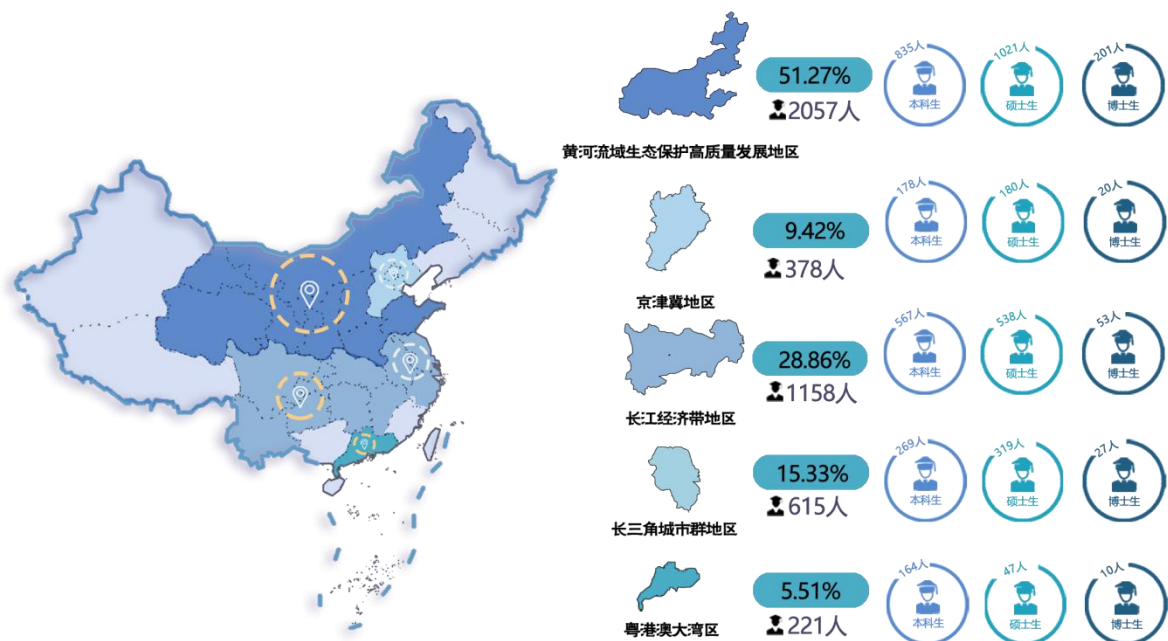 835人
1021人
201人
51.27%
2057人
本科生
硕士生
博士生
黄河流域生态保护高质量发展地区
178人
180人
20人
9.42%
378人
本科生
硕士生
博士生
京津冀地区
567人
538人
53人
28.86%
1158人
本科生
硕士生
博士生
长江经济带地区
269人
319人
27人
15.33%
615人
本科生
硕士生
博士生
长三角城市群地区
164人
47人
10人
5.51%
221人
本科生
硕士生
博士生
粤港澳大湾区